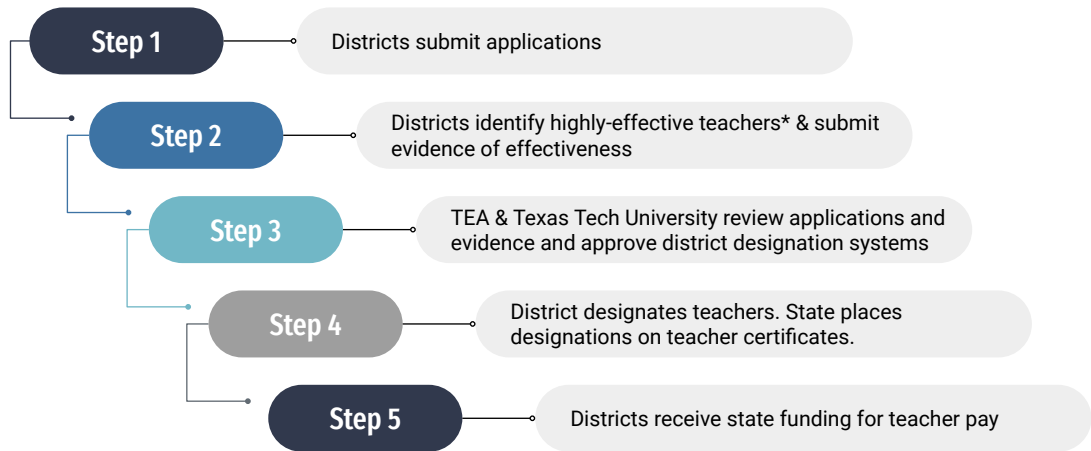 Step 1
Districts submit applications
Step 2
Districts identify highly-effective teachers* & submit
evidence of effectiveness
Step 3
TEA & Texas Tech University review applications and
evidence and approve district designation systems
Step 4
District designates teachers. State places
designations on teacher certificates.
Step 5
Districts receive state funding for teacher pay